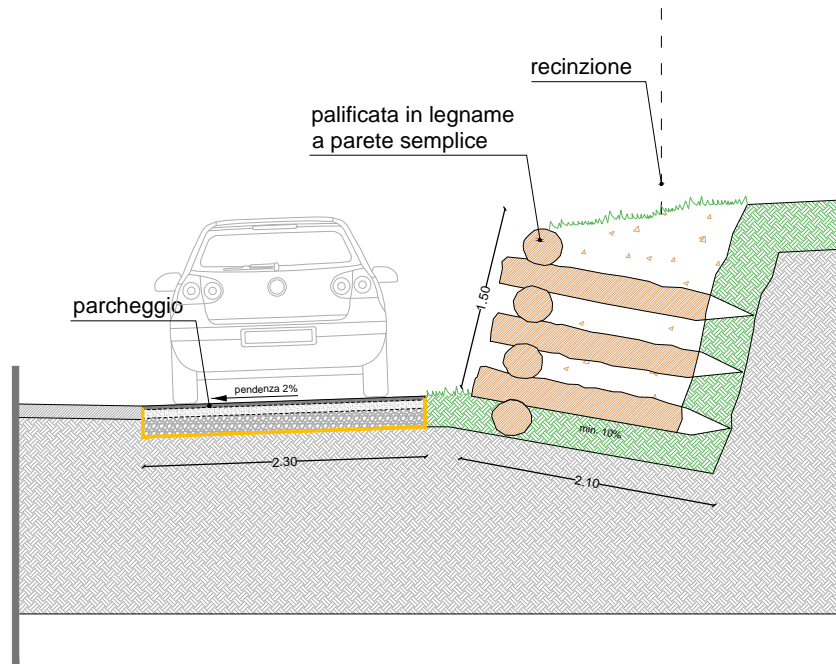 recinzione
palificata in legname
a parete semplice
1.50
parcheggio
pendenza 2%
min. 10%
2.30
2.10